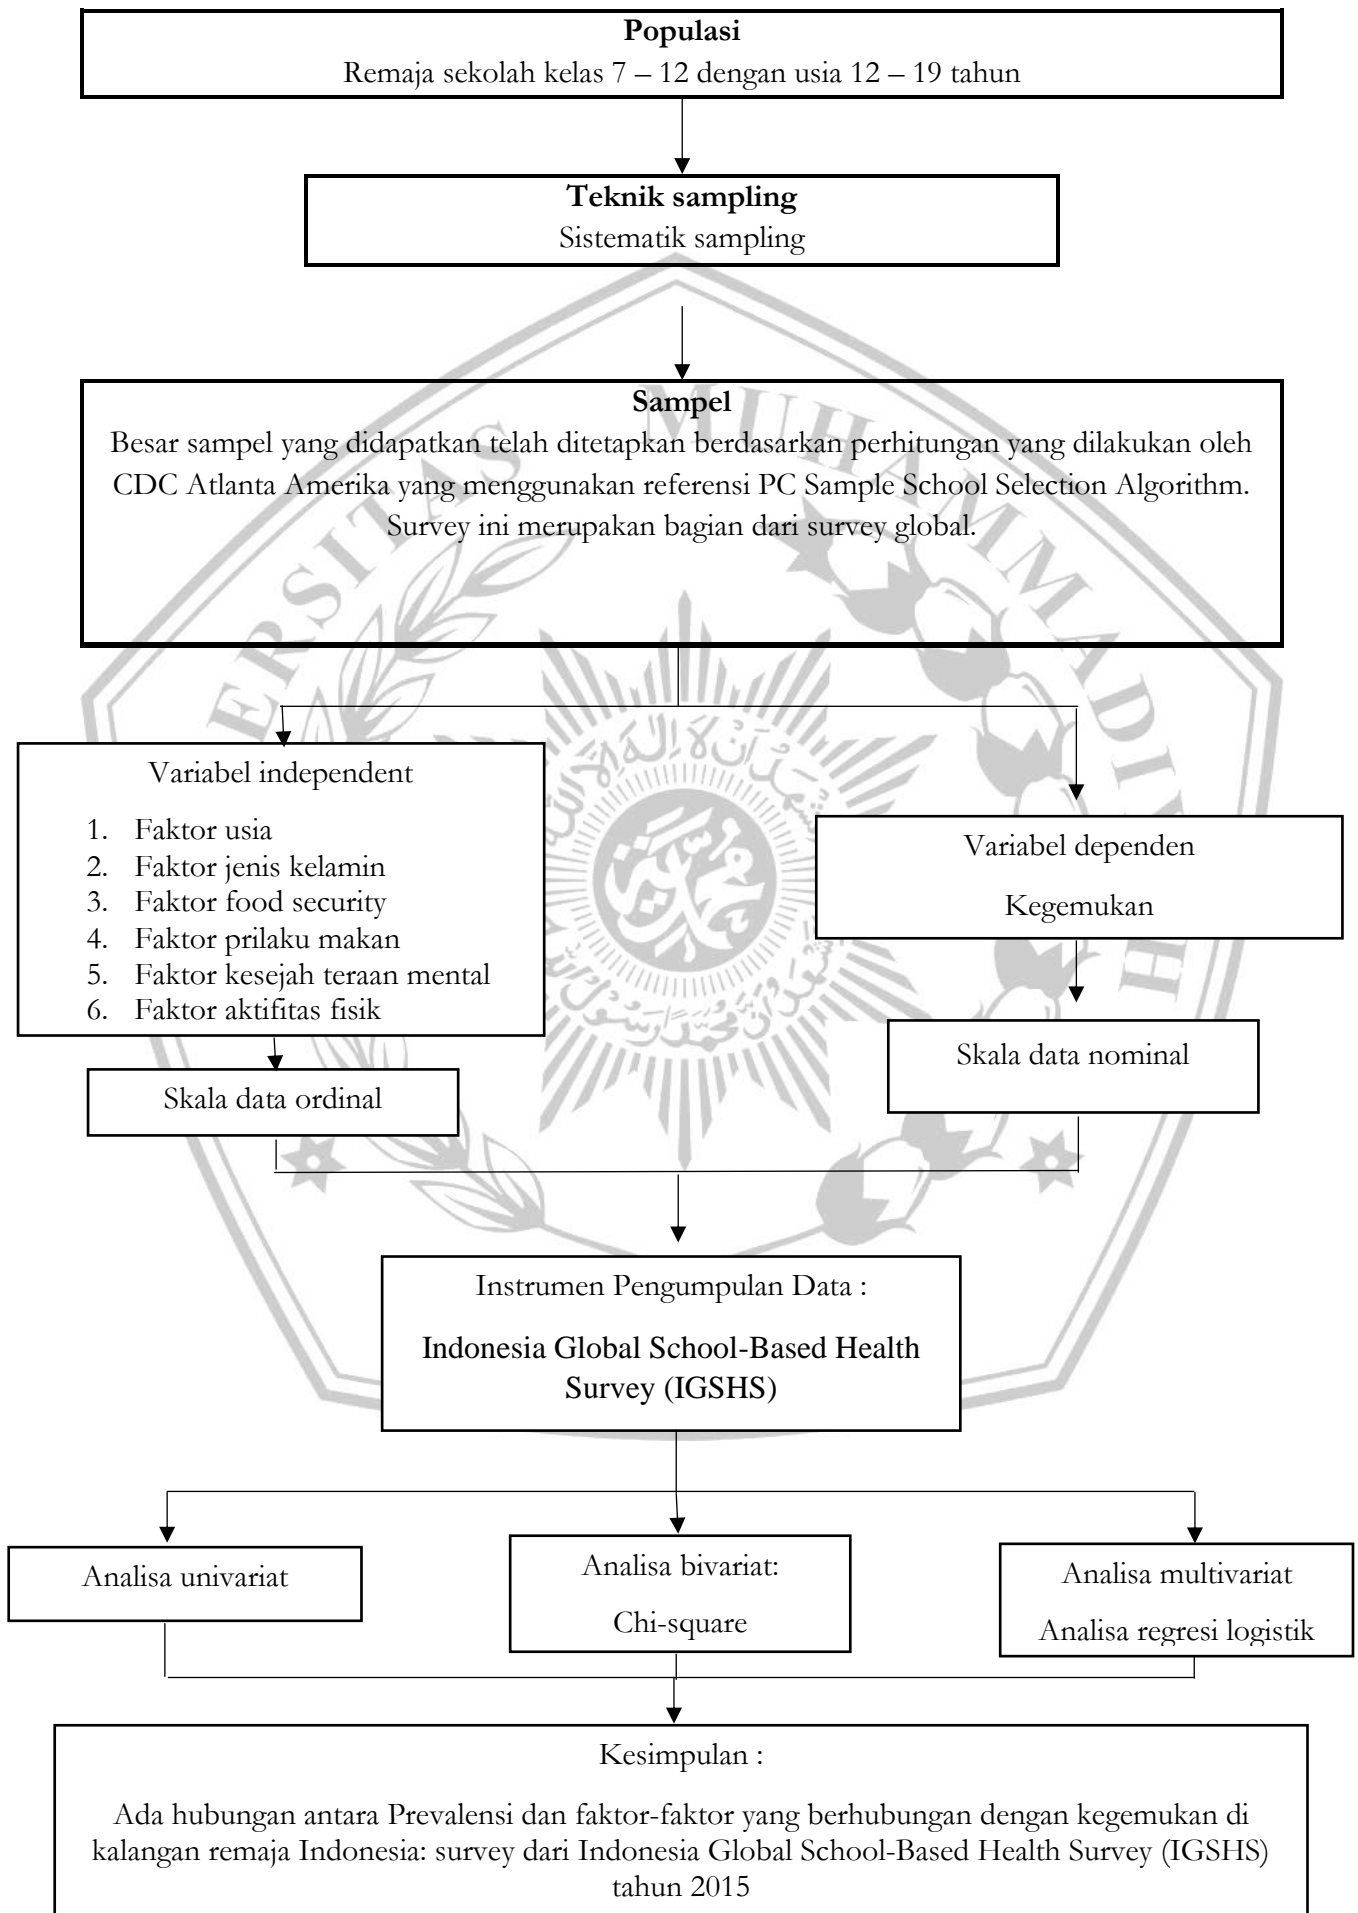 Populasi
Remaja sekolah kelas 7 – 12 dengan usia 12 – 19 tahun
Teknik sampling
Sistematik sampling
Sampel
Besar sampel yang didapatkan telah ditetapkan berdasarkan perhitungan yang dilakukan oleh
CDC Atlanta Amerika yang menggunakan referensi PC Sample School Selection Algorithm.
Survey ini merupakan bagian dari survey global.
ERSITAS MUHAMMADIYAH
Variabel independent
1. Faktor usia
2. Faktor jenis kelamin
3. Faktor food security
4. Faktor prilaku makan
5. Faktor kesejah teraan mental
6. Faktor aktifitas fisik
Variabel dependen
Kegemukan
Skala data ordinal
Skala data nominal
Instrumen Pengumpulan Data :
Indonesia Global School-Based Health
Survey (IGSHS)
Analisa univariat
Analisa bivariat:
Chi-square
Analisa multivariat
Analisa regresi logistik
Kesimpulan :
Ada hubungan antara Prevalensi dan faktor-faktor yang berhubungan dengan kegemukan di
kalangan remaja Indonesia: survey dari Indonesia Global School-Based Health Survey (IGSHS)
tahun 2015